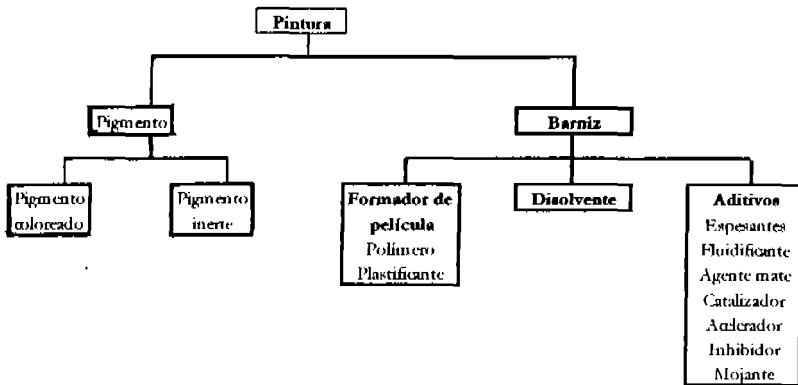 Pintura
Pigmento
Barniz
Pigmento
coloreado
Pigmento
inerte
Formador de
película
Polímero
Plastificante
Disolvente
Aditivos
Espesantes
Fluidificante
Agente mate
Catalizador
Acelerador
Inhibidor
Mojante